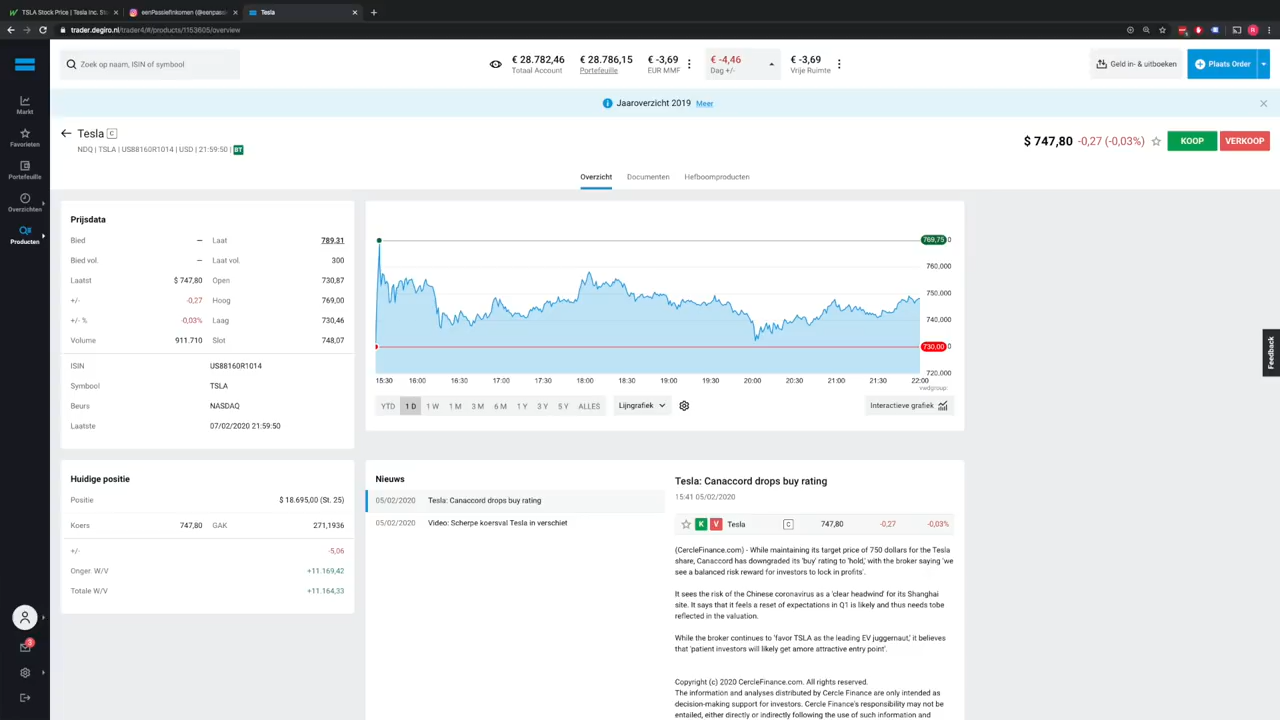 TSLA Stock Price | Tesla Inc. St
eenPassiefInkomen (@eenpass
Tesla
trader.degiro.nl/trader4/#/products/1153605/overview
Zoek op naam, ISIN of symbool
€ 28.782,46
Totaal Account
€ 28.786,15
Portefeuille
€ -3,69
EUR MMF
€ -4,46
Dag +/-
€ -3,69
Vrije Ruimte
Geld in- & uitboeken
Plaats Order
Jaaroverzicht 2019 Meer
Markt
Favorieten
Portefeuille
Overzichten
Producten
3
Tesla C
NDQ | TSLA | US88160R1014 | USD | 21:59:50 | BT
$ 747,80 -0,27 (-0,03%)
KOOP
VERKOOP
Overzicht Documenten Hefboomproducten
Prijsdata
Bied – Laat 789,31
Bied vol. – Laat vol. 300
Laatst $ 747,80 Open 730,87
+/- -0,27 Hoog 769,00
+/- % -0,03% Laag 730,46
Volume 911.710 Slot 748,07
ISIN US88160R1014
Symbool TSLA
Beurs NASDAQ
Laatste 07/02/2020 21:59:50
769,75
760,000
750,000
740,000
730,00
720,000
15:30 16:00 16:30 17:00 17:30 18:00 18:30 19:00 19:30 20:00 20:30 21:00 21:30 22:00
vwdgroup:
YTD 1 D 1 W 1 M 3 M 6 M 1 Y 3 Y 5 Y ALLES
Lijngrafiek
Interactieve grafiek
Feedback
Huidige positie
Positie $ 18.695,00 (St. 25)
Koers 747,80 GAK 271,1936
+/- -5,06
Onger. W/V +11.169,42
Totale W/V +11.164,33
Nieuws
05/02/2020 Tesla: Canaccord drops buy rating
05/02/2020 Video: Scherpe koersval Tesla in verschiet
Tesla: Canaccord drops buy rating
15:41 05/02/2020
K V Tesla C 747,80 -0,27 -0,03%
(CercleFinance.com) - While maintaining its target price of 750 dollars for the Tesla
share, Canaccord has downgraded its 'buy' rating to 'hold,' with the broker saying 'we
see a balanced risk reward for investors to lock in profits'.
It sees the risk of the Chinese coronavirus as a 'clear headwind' for its Shanghai
site. It says that it feels a reset of expectations in Q1 is likely and thus needs tobe
reflected in the valuation.
While the broker continues to 'favor TSLA as the leading EV juggernaut,' it believes
that 'patient investors will likely get amore attractive entry point'.
Copyright (c) 2020 CercleFinance.com. All rights reserved.
The information and analyses distributed by Cercle Finance are only intended as
decision-making support for investors. Cercle Finance's responsibility may not be
entailed, either directly or indirectly following the use of such information and